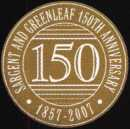 SARGENT AND GREENLEAF 150TH ANNIVERSARY
150
• 1857-2007 •